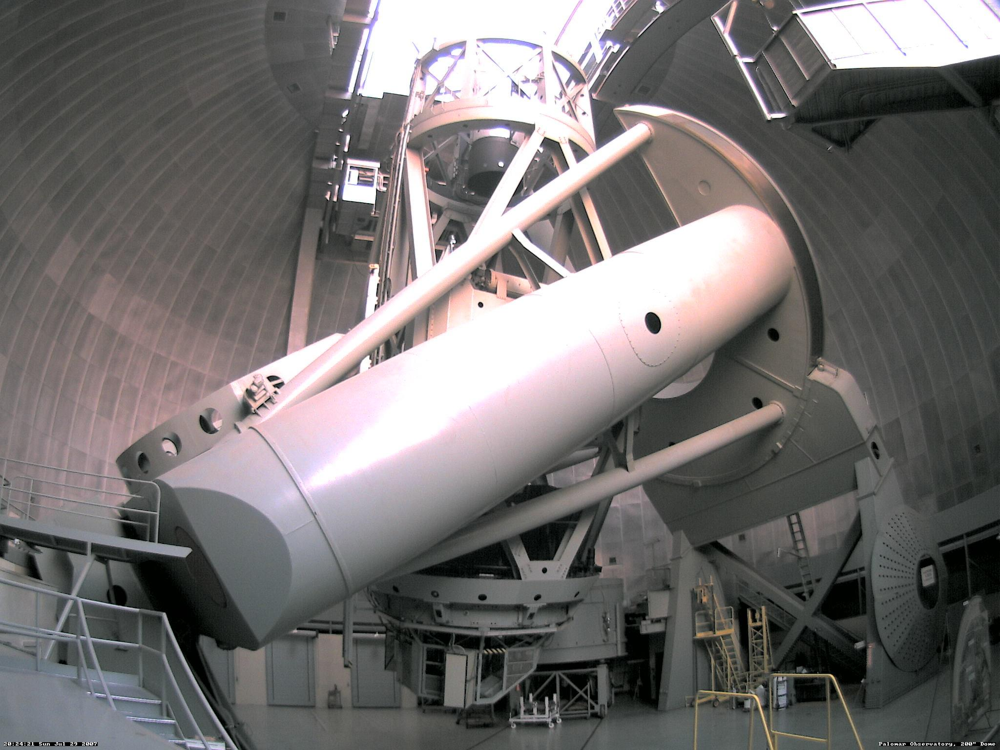 20:24:21 Sun Jul 29 2007
Palomar Observatory, 200" Dome